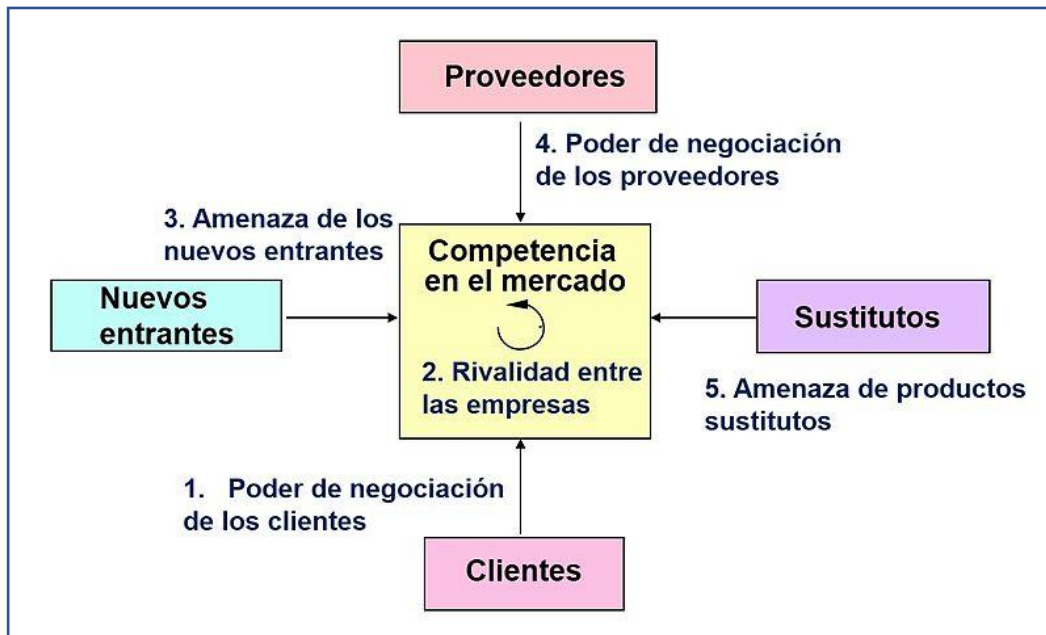 Proveedores
4. Poder de negociación
de los proveedores
3. Amenaza de los
nuevos entrantes
Competencia
en el mercado
Nuevos
entrantes
Sustitutos
2. Rivalidad entre
las empresas
5. Amenaza de productos
sustitutos
1. Poder de negociación
de los clientes
Clientes